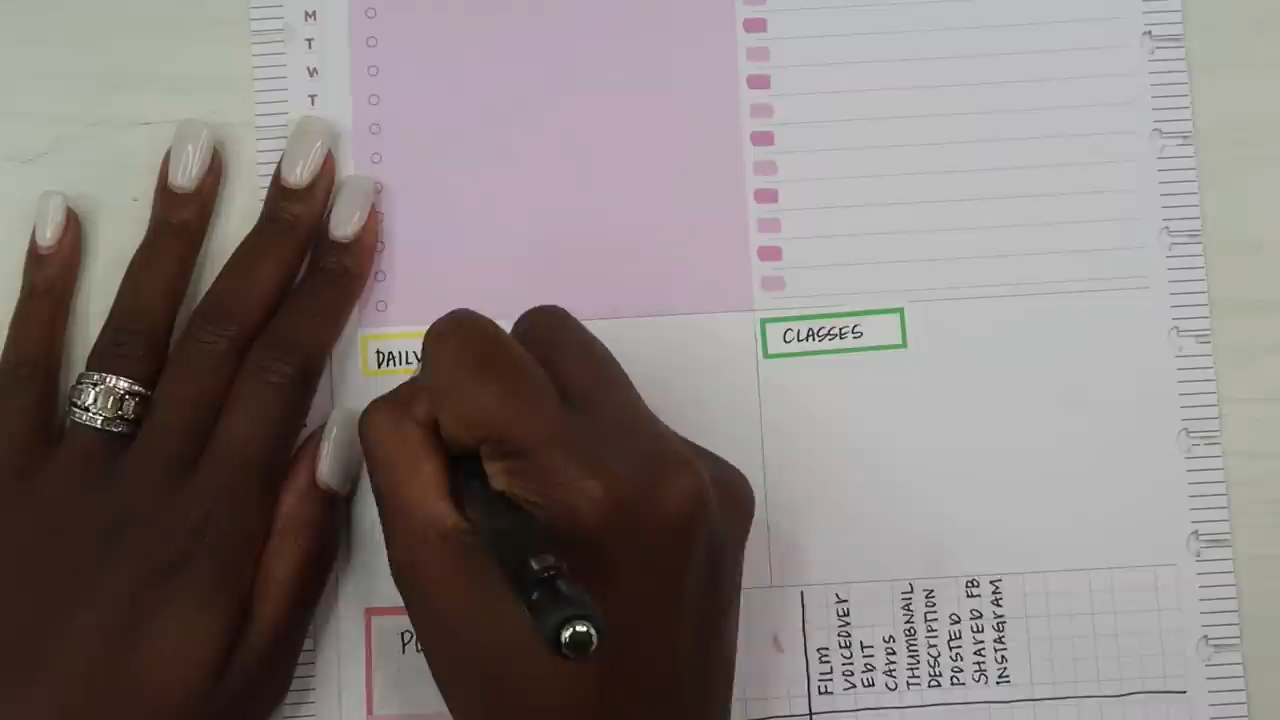 M
T
W
T
DAILY
CLASSES
FILM
VOICEOVER
EDIT
CARDS
THUMBNAIL
DESCRIPTION
POSTED
SHARED FB
INSTAGRAM